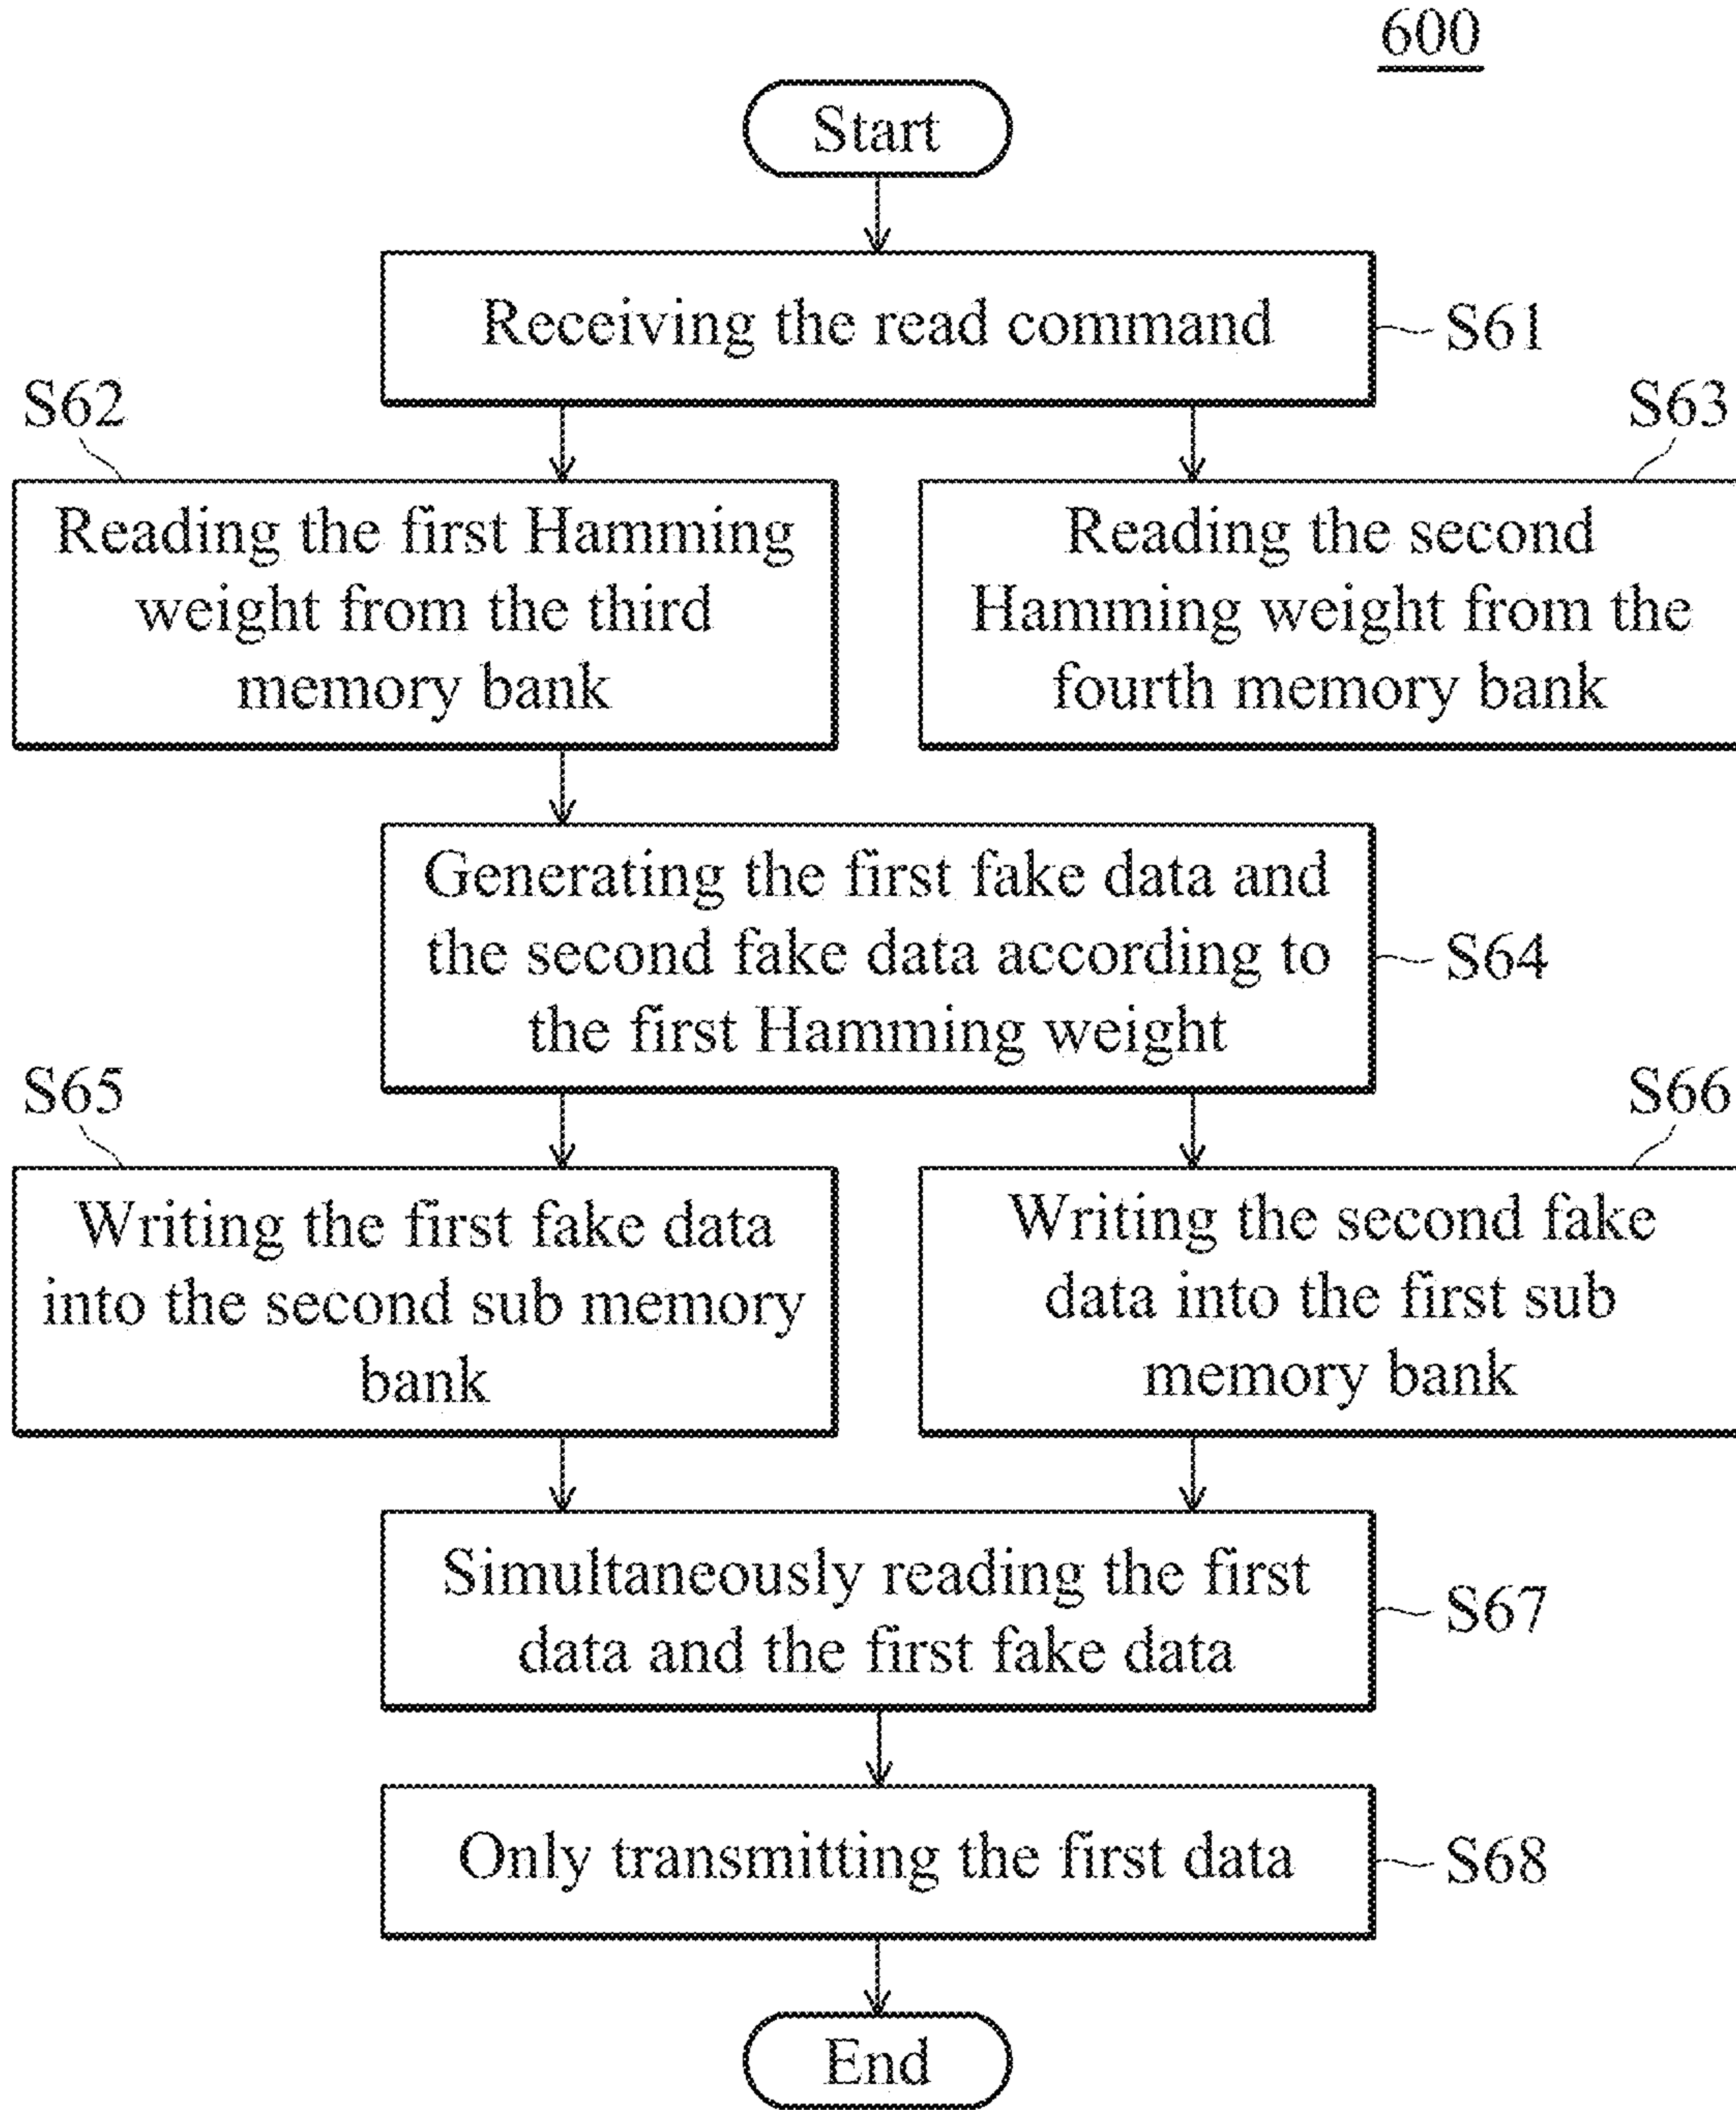 600
Start
Receiving the read command
S61
S62
S63
Reading the first Hamming
weight from the third
memory bank
Reading the second
Hamming weight from the
fourth memory bank
Generating the first fake data and
the second fake data according to
the first Hamming weight
S64
S65
S66
Writing the first fake data
into the second sub memory
bank
Writing the second fake
data into the first sub
memory bank
Simultaneously reading the first
data and the first fake data
S67
Only transmitting the first data
S68
End